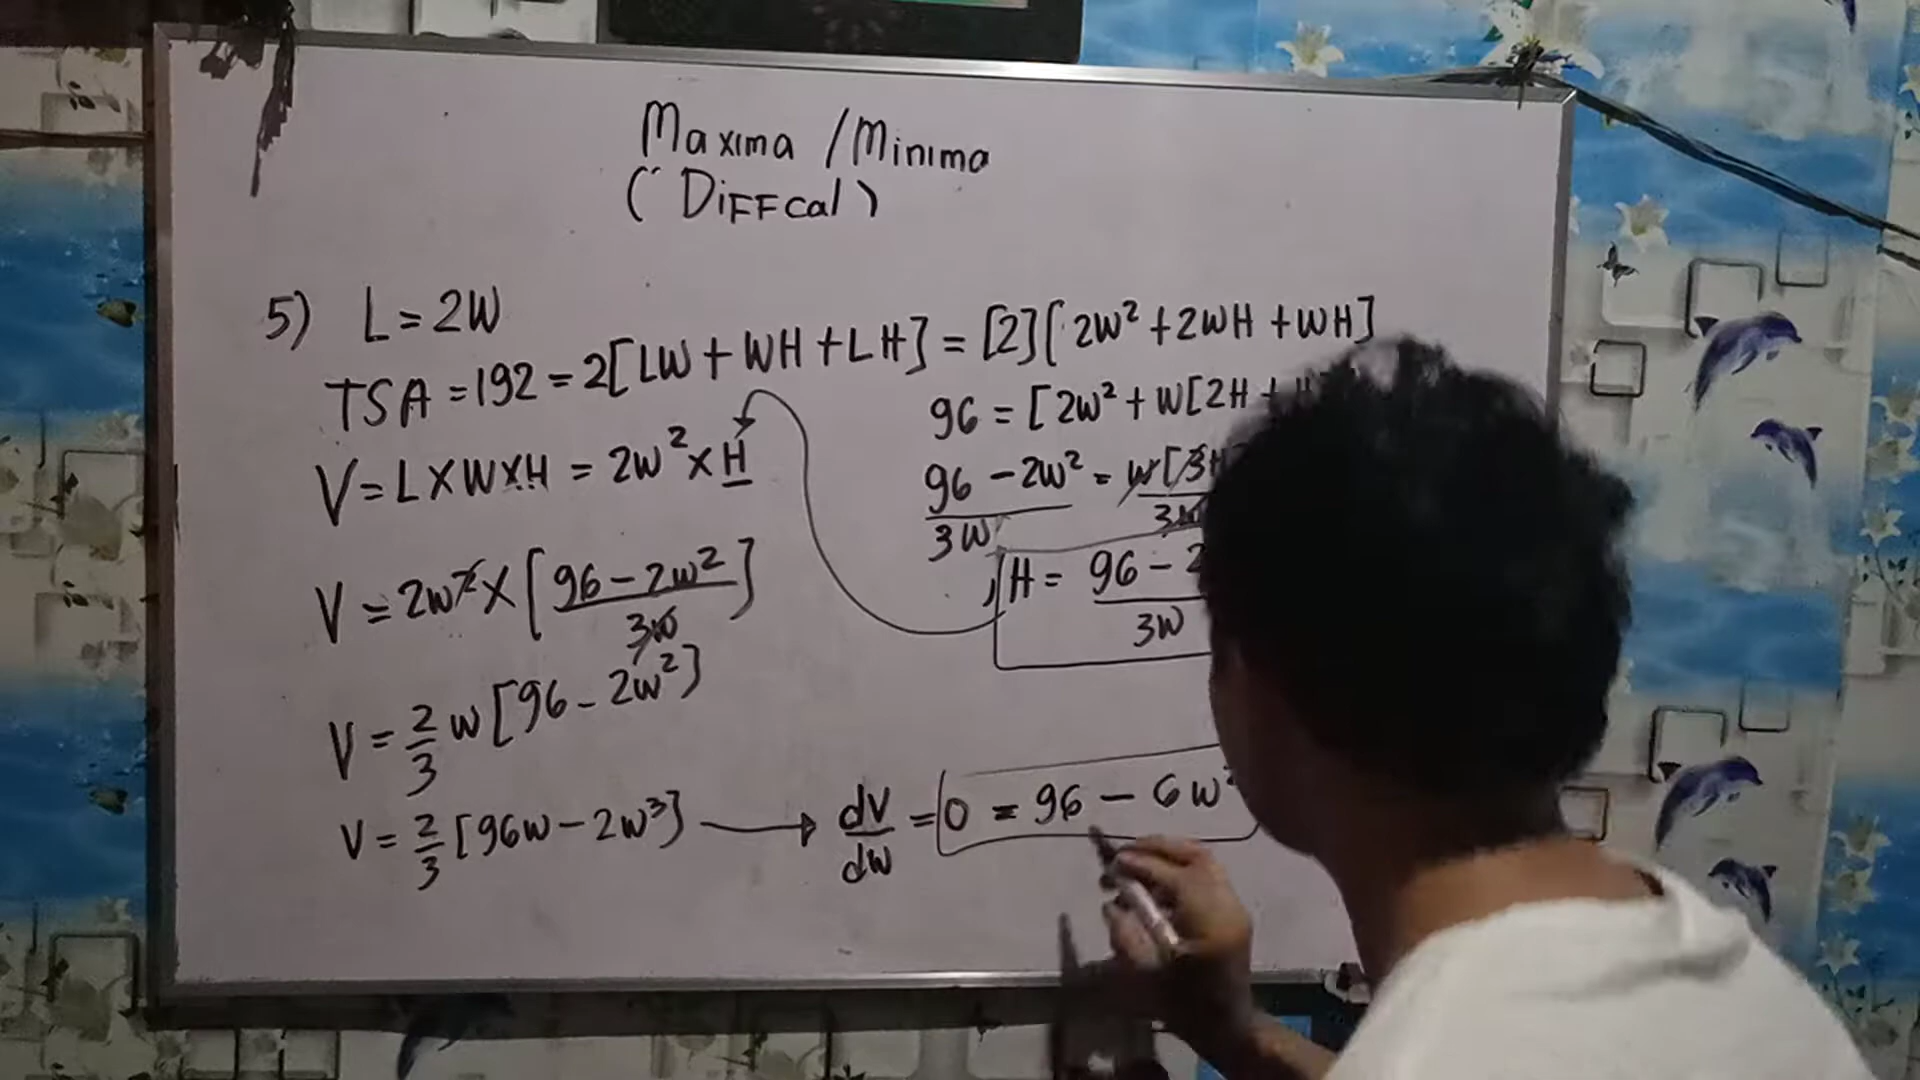 Maxima / Minima
(DIFFcal)
5) L = 2W
TSA = 192 = 2[LW + WH + LH] = [2][2W² + 2WH + WH]
96 = [2W² + W[2H +
V = L X W X H = 2W² X H
96 - 2W² = W[3H
3W 3W
V = 2W² X [96 - 2W²]
3W
H = 96 - 2
3W
V = 2/3 W [96 - 2W²]
V = 2/3 [96W - 2W³] → dV/dW = 0 = 96 - 6W²